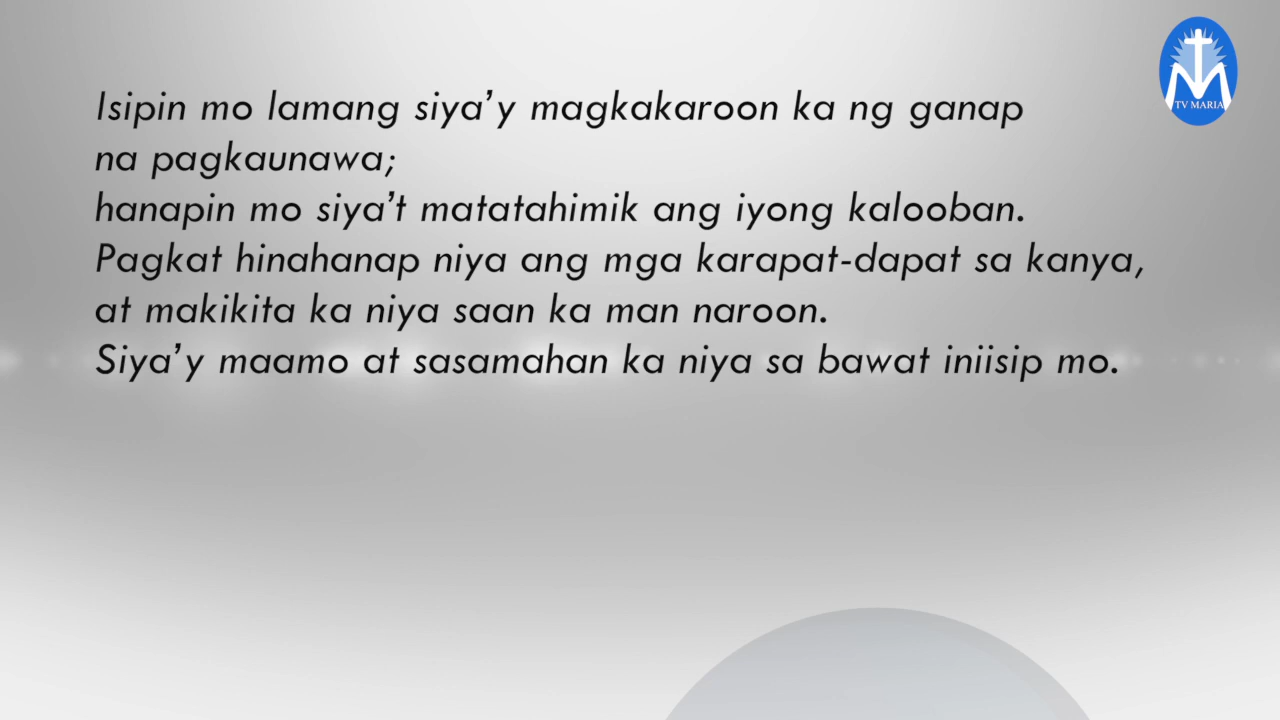 Isipin mo lamang siya’y magkakaroon ka ng ganap
na pagkaunawa;
hanapin mo siya’t matatahimik ang iyong kalooban.
Pagkat hinahanap niya ang mga karapat-dapat sa kanya,
at makikita ka niya saan ka man naroon.
Siya’y maamo at sasamahan ka niya sa bawat iniisip mo.
TV MARIA